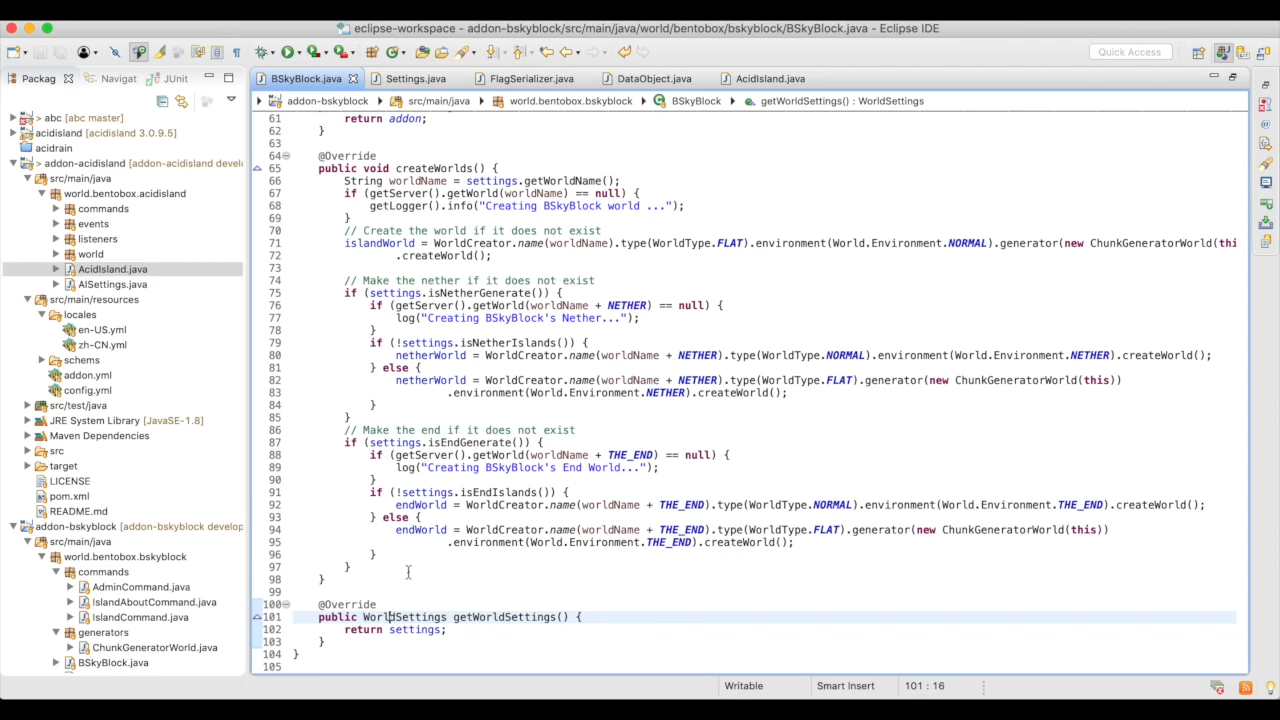 eclipse-workspace - addon-bskyblock/src/main/java/world/bentobox/bskyblock/BSkyBlock.java - Eclipse IDE
Quick Access
Packag
Navigat
JUnit
BSkyBlock.java
Settings.java
FlagSerializer.java
DataObject.java
AcidIsland.java
addon-bskyblock
src/main/java
world.bentobox.bskyblock
BSkyBlock
getWorldSettings() : WorldSettings
> abc [abc master]
acidisland [acidisland 3.0.9.5]
acidrain
> addon-acidisland [addon-acidisland devel
src/main/java
world.bentobox.acidisland
commands
events
listeners
world
AcidIsland.java
AISettings.java
src/main/resources
locales
en-US.yml
zh-CN.yml
schems
addon.yml
config.yml
src/test/java
JRE System Library [JavaSE-1.8]
Maven Dependencies
src
target
LICENSE
pom.xml
README.md
addon-bskyblock [addon-bskyblock develop
src/main/java
world.bentobox.bskyblock
commands
AdminCommand.java
IslandAboutCommand.java
IslandCommand.java
generators
ChunkGeneratorWorld.java
BSkyBlock.java
61 return addon;
62 }
63
64 @Override
65 public void createWorlds() {
66 String worldName = settings.getWorldName();
67 if (getServer().getWorld(worldName) == null) {
68 getLogger().info("Creating BSkyBlock world ...");
69 }
70 // Create the world if it does not exist
71 islandWorld = WorldCreator.name(worldName).type(WorldType.FLAT).environment(World.Environment.NORMAL).generator(new ChunkGeneratorWorld(thi
72 .createWorld();
73
74 // Make the nether if it does not exist
75 if (settings.isNetherGenerate()) {
76 if (getServer().getWorld(worldName + NETHER) == null) {
77 log("Creating BSkyBlock's Nether...");
78 }
79 if (!settings.isNetherIslands()) {
80 netherWorld = WorldCreator.name(worldName + NETHER).type(WorldType.NORMAL).environment(World.Environment.NETHER).createWorld();
81 } else {
82 netherWorld = WorldCreator.name(worldName + NETHER).type(WorldType.FLAT).generator(new ChunkGeneratorWorld(this))
83 .environment(World.Environment.NETHER).createWorld();
84 }
85 }
86 // Make the end if it does not exist
87 if (settings.isEndGenerate()) {
88 if (getServer().getWorld(worldName + THE_END) == null) {
89 log("Creating BSkyBlock's End World...");
90 }
91 if (!settings.isEndIslands()) {
92 endWorld = WorldCreator.name(worldName + THE_END).type(WorldType.NORMAL).environment(World.Environment.THE_END).createWorld();
93 } else {
94 endWorld = WorldCreator.name(worldName + THE_END).type(WorldType.FLAT).generator(new ChunkGeneratorWorld(this))
95 .environment(World.Environment.THE_END).createWorld();
96 }
97 }
98 }
99
100 @Override
101 public WorldSettings getWorldSettings() {
102 return settings;
103 }
104 }
105
Writable
Smart Insert
101 : 16